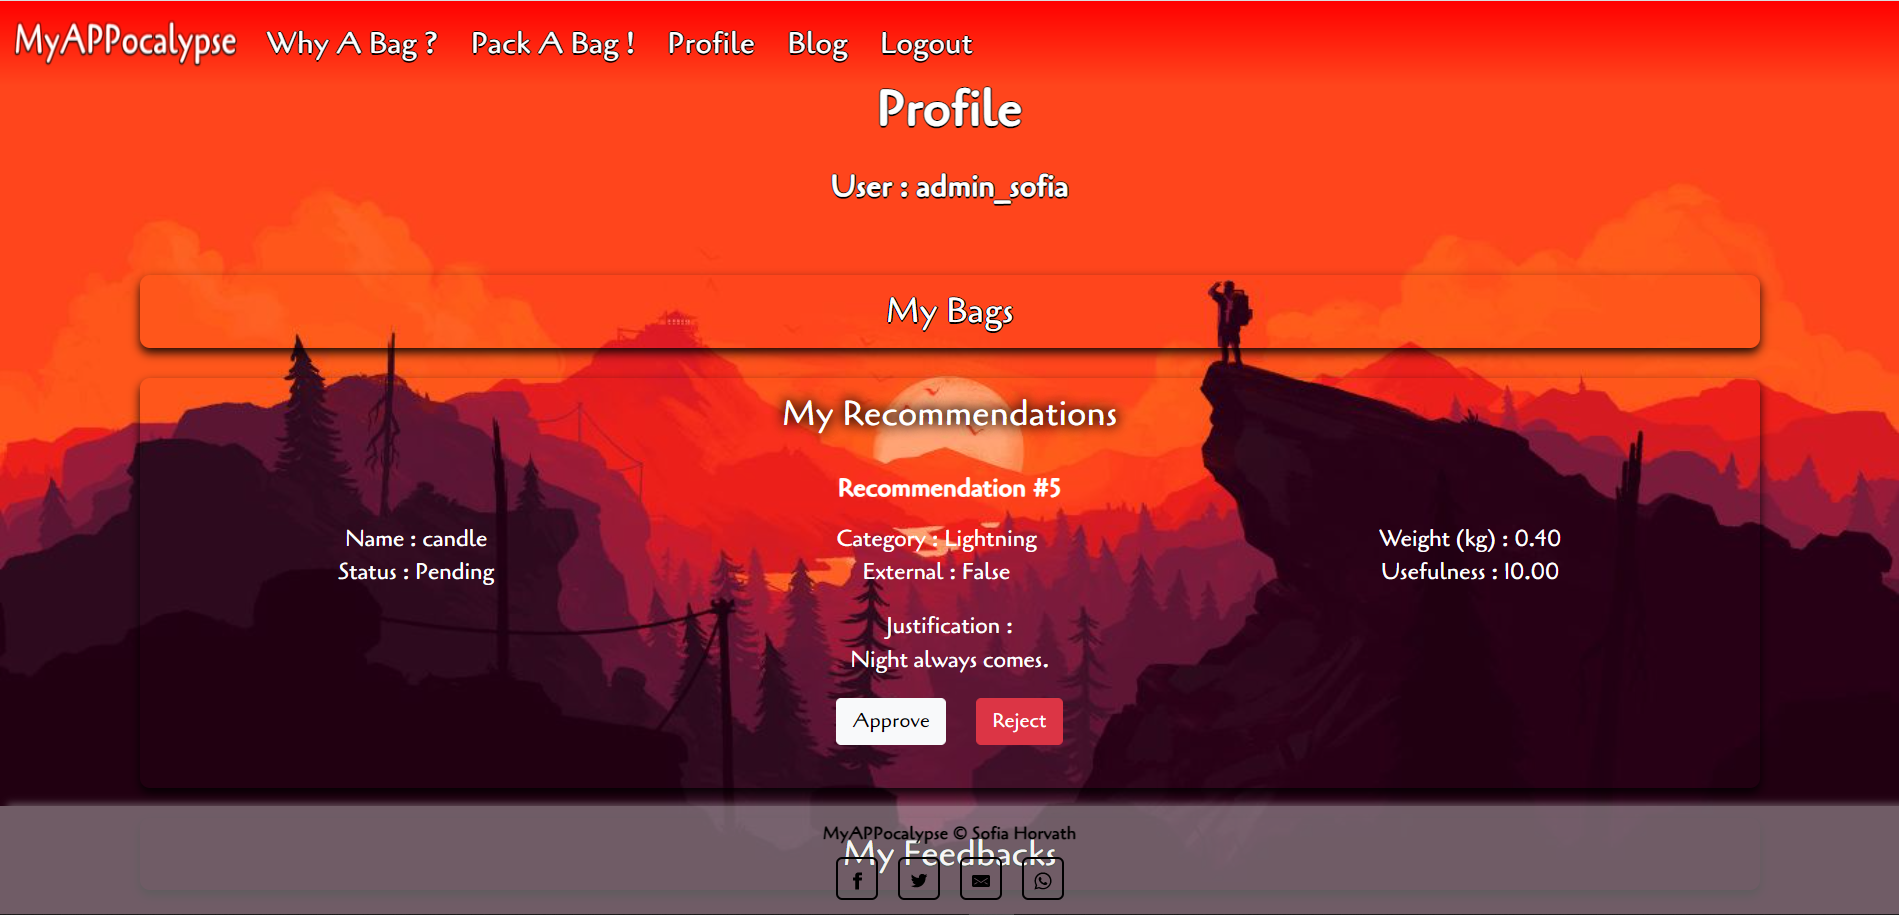 MyAPPocalypse Why A Bag ? Pack A Bag ! Profile Blog Logout
Profile
User : admin_sofia
My Bags
My Recommendations
Recommendation #5
Name : candle Category : Lightning Weight (kg) : 0.40
Status : Pending External : False Usefulness : 10.00
Justification :
Night always comes.
Approve Reject
MyAPPocalypse © Sofia Horvath
My Feedbacks